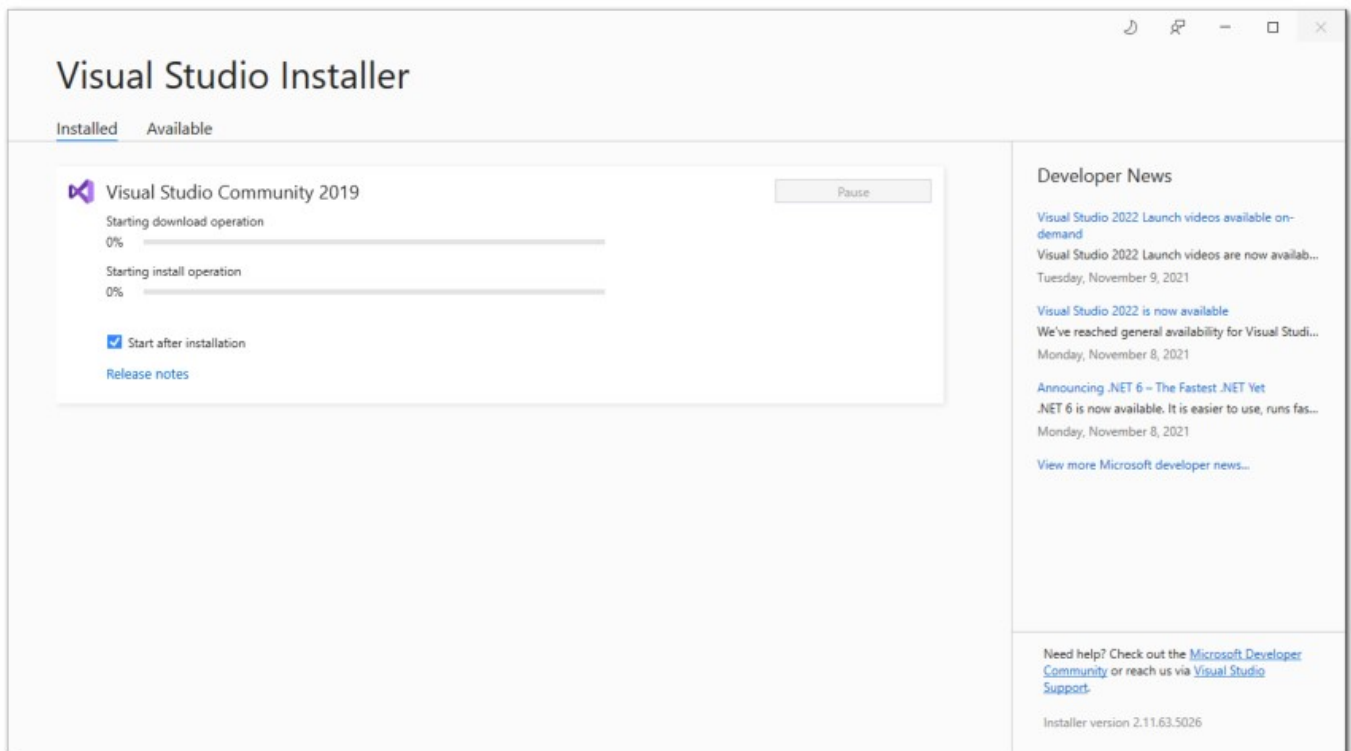 Visual Studio Installer
Installed Available
Visual Studio Community 2019
Pause
Starting download operation
0%
Starting install operation
0%
Start after installation
Release notes
Developer News
Visual Studio 2022 Launch videos available on-
demand
Visual Studio 2022 Launch videos are now availab...
Tuesday, November 9, 2021
Visual Studio 2022 is now available
We've reached general availability for Visual Studi...
Monday, November 8, 2021
Announcing .NET 6 – The Fastest .NET Yet
.NET 6 is now available. It is easier to use, runs fas...
Monday, November 8, 2021
View more Microsoft developer news...
Need help? Check out the Microsoft Developer
Community or reach us via Visual Studio
Support.
Installer version 2.11.63.5026